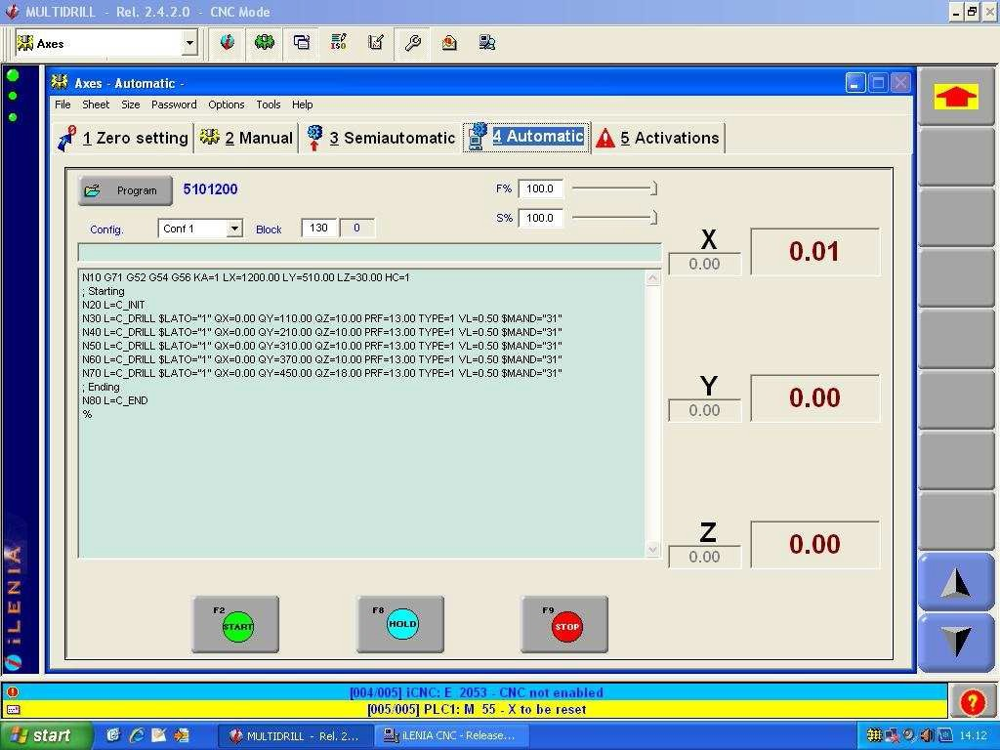 MULTIDRILL - Rel. 2.4.2.0 - CNC Mode
Axes
ISO
Axes - Automatic -
File Sheet Size Password Options Tools Help
1 Zero setting 2 Manual 3 Semiautomatic 4 Automatic 5 Activations
Program 5101200
F% 100.0
S% 100.0
Config. Conf 1 Block 130 0
X
0.00
0.01
Y
0.00
0.00
Z
0.00
0.00
N10 G71 G52 G54 G56 KA=1 LX=1200.00 LY=510.00 LZ=30.00 HC=1
; Starting
N20 L=C_INIT
N30 L=C_DRILL $LATO="1" QX=0.00 QY=110.00 QZ=10.00 PRF=13.00 TYPE=1 VL=0.50 $MAND="31"
N40 L=C_DRILL $LATO="1" QX=0.00 QY=210.00 QZ=10.00 PRF=13.00 TYPE=1 VL=0.50 $MAND="31"
N50 L=C_DRILL $LATO="1" QX=0.00 QY=310.00 QZ=10.00 PRF=13.00 TYPE=1 VL=0.50 $MAND="31"
N60 L=C_DRILL $LATO="1" QX=0.00 QY=370.00 QZ=10.00 PRF=13.00 TYPE=1 VL=0.50 $MAND="31"
N70 L=C_DRILL $LATO="1" QX=0.00 QY=450.00 QZ=18.00 PRF=13.00 TYPE=1 VL=0.50 $MAND="31"
; Ending
N80 L=C_END
%
F2 START
F8 HOLD
F9 STOP
iLENIA
[004/005] iCNC: E 2053 - CNC not enabled
[005/005] PLC1: M 55 - X to be reset
start MULTIDRILL - Rel. 2... iLENIA CNC - Release... 14.12